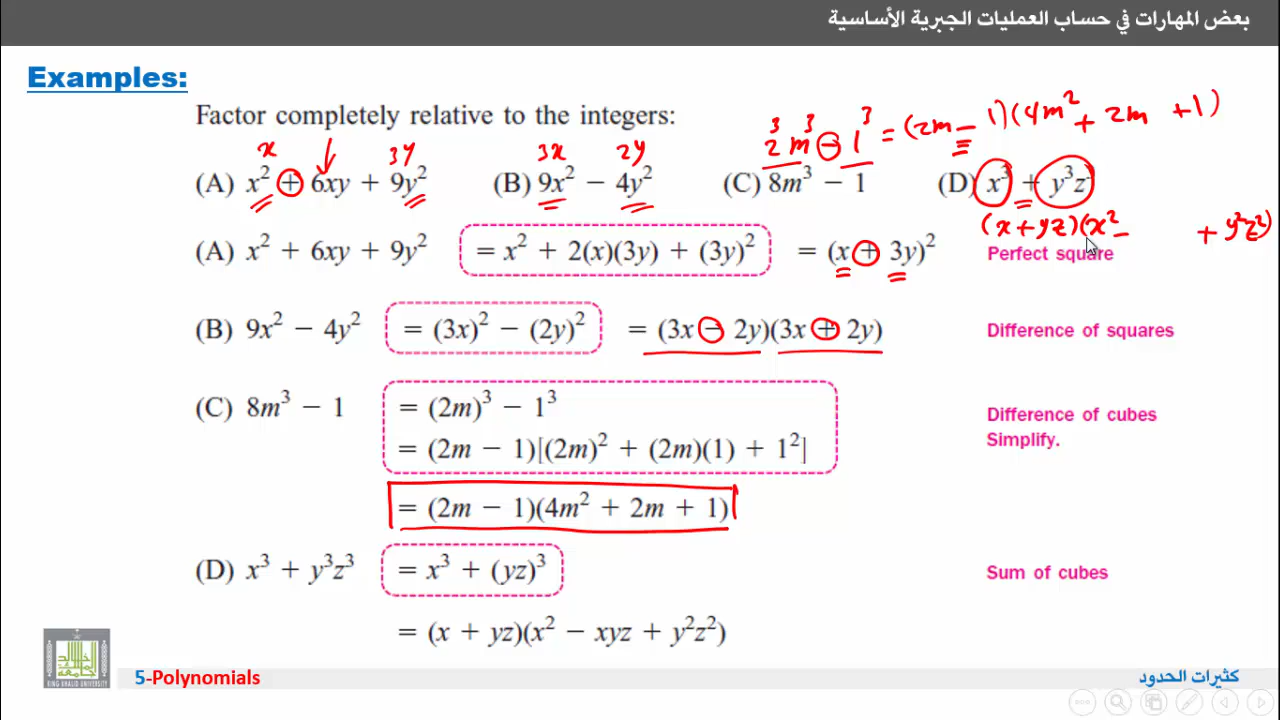 بعض المهارات في حساب العمليات الجبرية الأساسية
Examples:
Factor completely relative to the integers:
2³m³ − 1³ = (2m − 1)(4m² + 2m + 1)
x 3y 3x 2y
(A) x² + 6xy + 9y² (B) 9x² − 4y² (C) 8m³ − 1 (D) x³ + y³z³
(x + yz)(x² − + y²z²)
(A) x² + 6xy + 9y² = x² + 2(x)(3y) + (3y)² = (x + 3y)² Perfect square
(B) 9x² − 4y² = (3x)² − (2y)² = (3x − 2y)(3x + 2y) Difference of squares
(C) 8m³ − 1 = (2m)³ − 1³ Difference of cubes
= (2m − 1)[(2m)² + (2m)(1) + 1²] Simplify.
= (2m − 1)(4m² + 2m + 1)
(D) x³ + y³z³ = x³ + (yz)³ Sum of cubes
= (x + yz)(x² − xyz + y²z²)
KING KHALID UNIVERSITY
5-Polynomials كثيرات الحدود